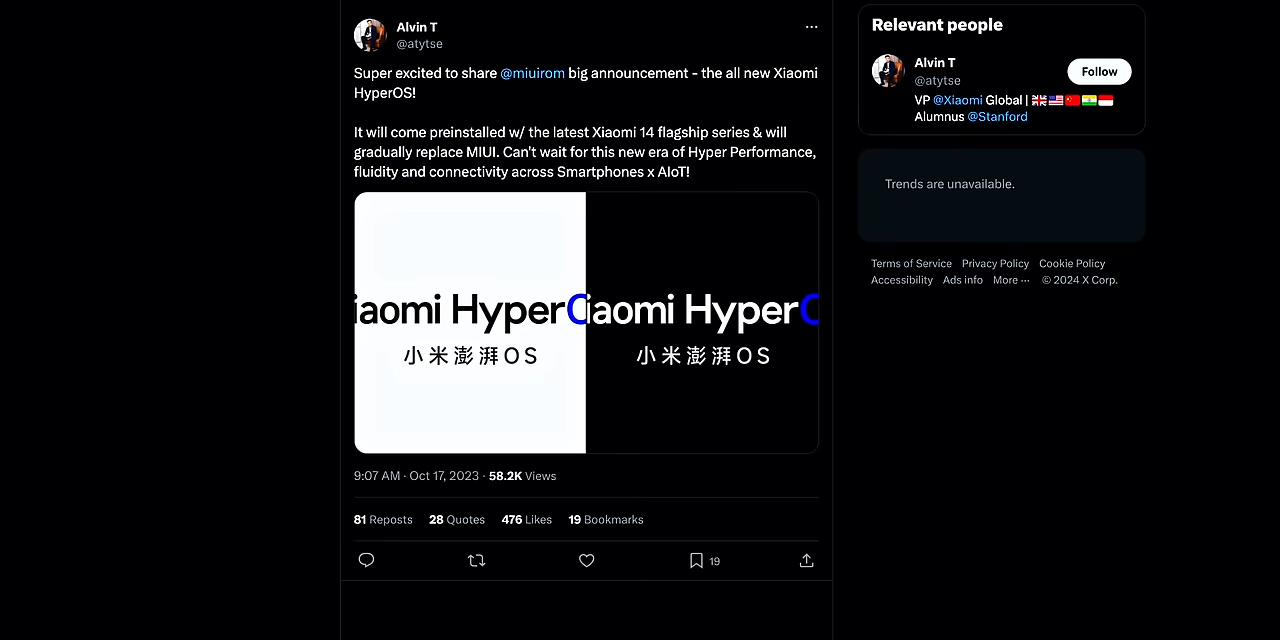 Alvin T
@atytse
Super excited to share @miuirom big announcement - the all new Xiaomi
HyperOS!
It will come preinstalled w/ the latest Xiaomi 14 flagship series & will
gradually replace MIUI. Can't wait for this new era of Hyper Performance,
fluidity and connectivity across Smartphones x AIoT!
iaomi HyperO
小米澎湃OS
iaomi HyperO
小米澎湃OS
9:07 AM · Oct 17, 2023 · 58.2K Views
81 Reposts 28 Quotes 476 Likes 19 Bookmarks
19
Relevant people
Alvin T
@atytse
Follow
VP @Xiaomi Global | 🇬🇧🇺🇸🇨🇳🇮🇳🇮🇩
Alumnus @Stanford
Trends are unavailable.
Terms of Service Privacy Policy Cookie Policy
Accessibility Ads info More ··· © 2024 X Corp.